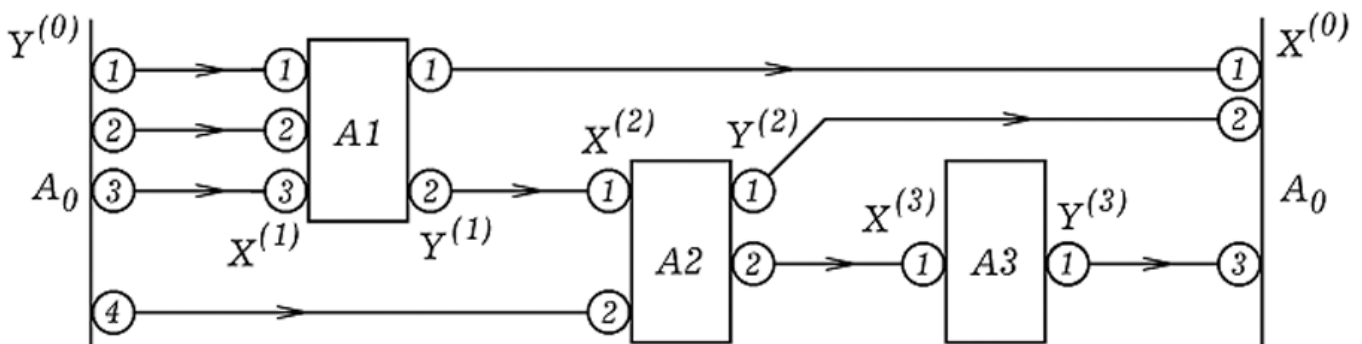 Y^(0) X^(0)
1 1 1 1
2 2 A1 X^(2) Y^(2) 2
A_0 3 3 2 1 1 X^(3) Y^(3) A_0
X^(1) Y^(1) A2 2 1 A3 1 3
4 2